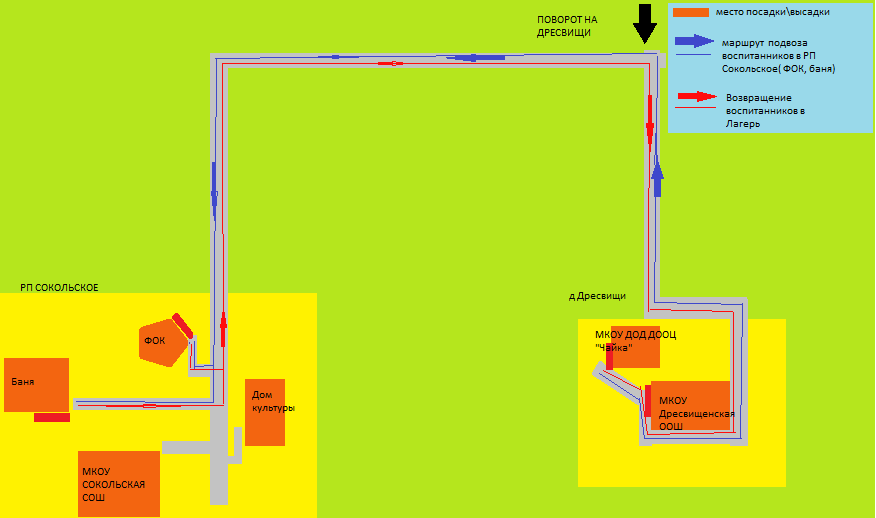 ПОВОРОТ НА
ДРЕСВИЩИ
место посадки\высадки
маршрут подвоза
воспитанников в РП
Сокольское( ФОК, баня)
Возвращение
воспитанников в
Лагерь
РП СОКОЛЬСКОЕ
ФОК
Баня
Дом
культуры
МКОУ
СОКОЛЬСКАЯ
СОШ
д Дресвищи
МКОУ ДОД ДООЦ
"Чайка"
МКОУ
Дресвищенская
ООШ